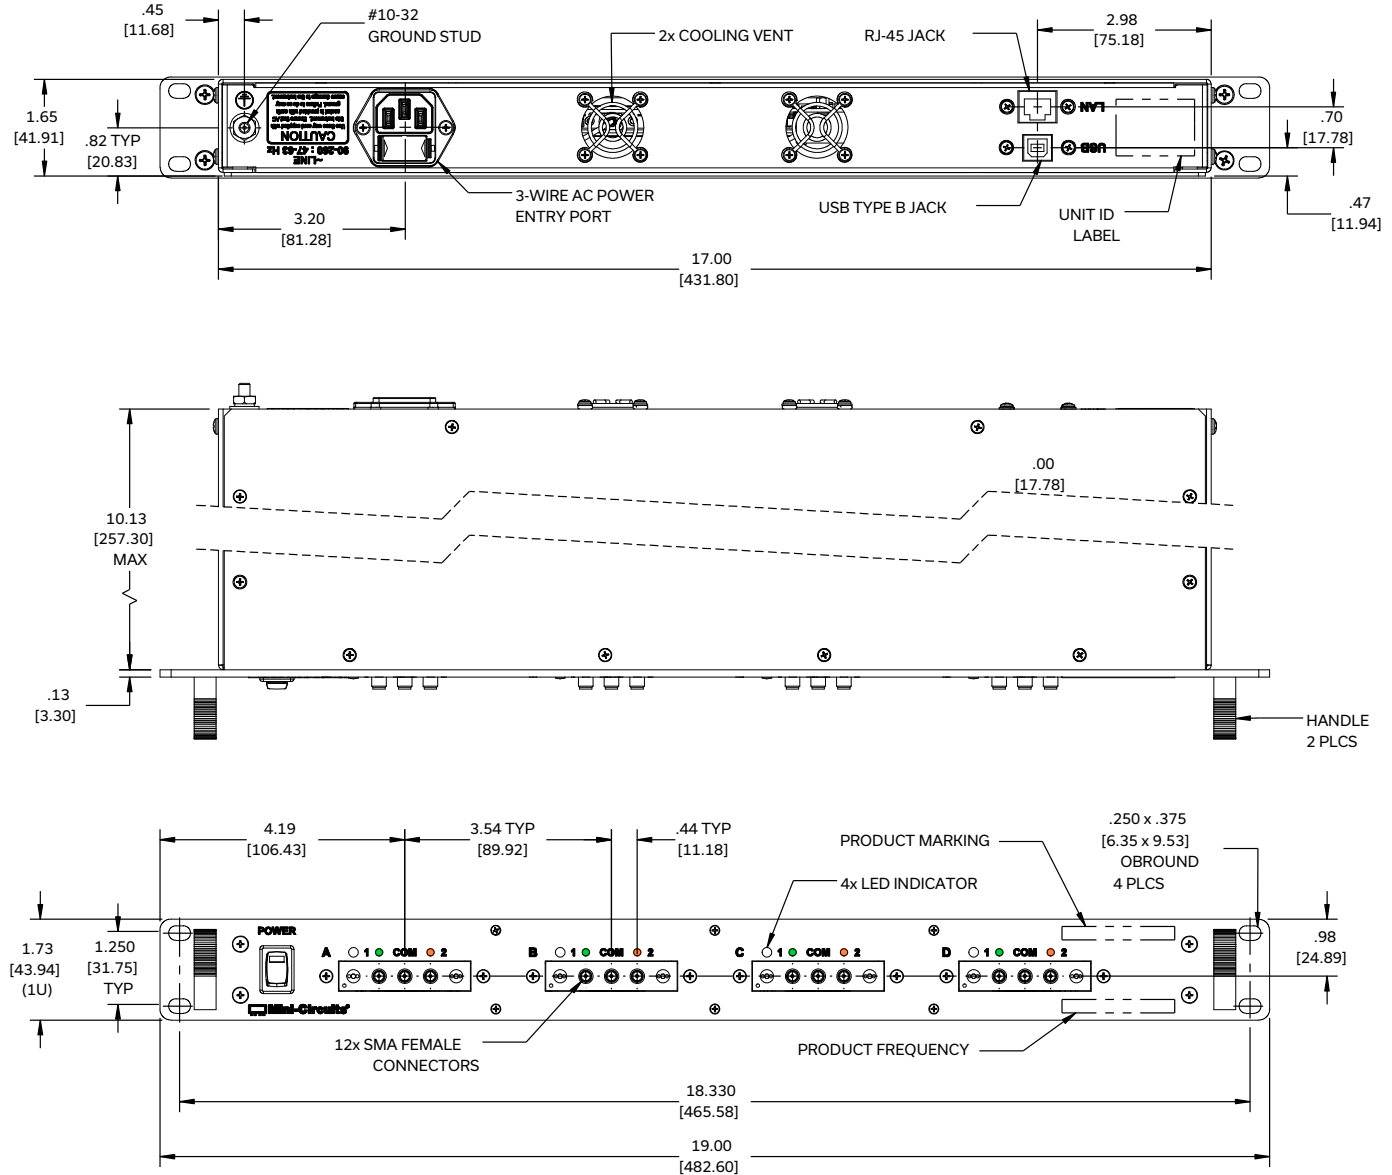 .45
[11.68]
#10-32
GROUND STUD
2x COOLING VENT
RJ-45 JACK
2.98
[75.18]
1.65
[41.91]
.82 TYP
[20.83]
~LINE
90-260 : 47-63 Hz
CAUTION
LAN
USB
.70
[17.78]
3-WIRE AC POWER
ENTRY PORT
USB TYPE B JACK
UNIT ID
LABEL
.47
[11.94]
3.20
[81.28]
17.00
[431.80]
.00
[17.78]
10.13
[257.30]
MAX
.13
[3.30]
HANDLE
2 PLCS
4.19
[106.43]
3.54 TYP
[89.92]
.44 TYP
[11.18]
PRODUCT MARKING
.250 x .375
[6.35 x 9.53]
OBROUND
4 PLCS
4x LED INDICATOR
1.73
[43.94]
(1U)
1.250
[31.75]
TYP
POWER
A 1 COM 2
B 1 COM 2
C 1 COM 2
D 1 COM 2
.98
[24.89]
Mini-Circuits®
12x SMA FEMALE
CONNECTORS
PRODUCT FREQUENCY
18.330
[465.58]
19.00
[482.60]